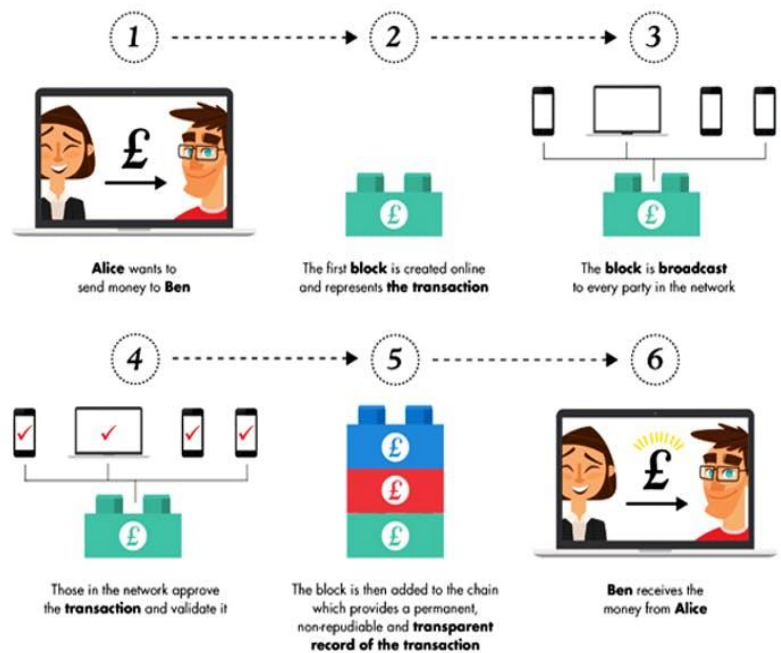 1
2
3
£
£
£
Alice wants to
send money to Ben
The first block is created online
and represents the transaction
The block is broadcast
to every party in the network
4
5
6
£
£
£
£
£
Those in the network approve
the transaction and validate it
The block is then added to the chain
which provides a permanent,
non-repudiable and transparent
record of the transaction
Ben receives the
money from Alice